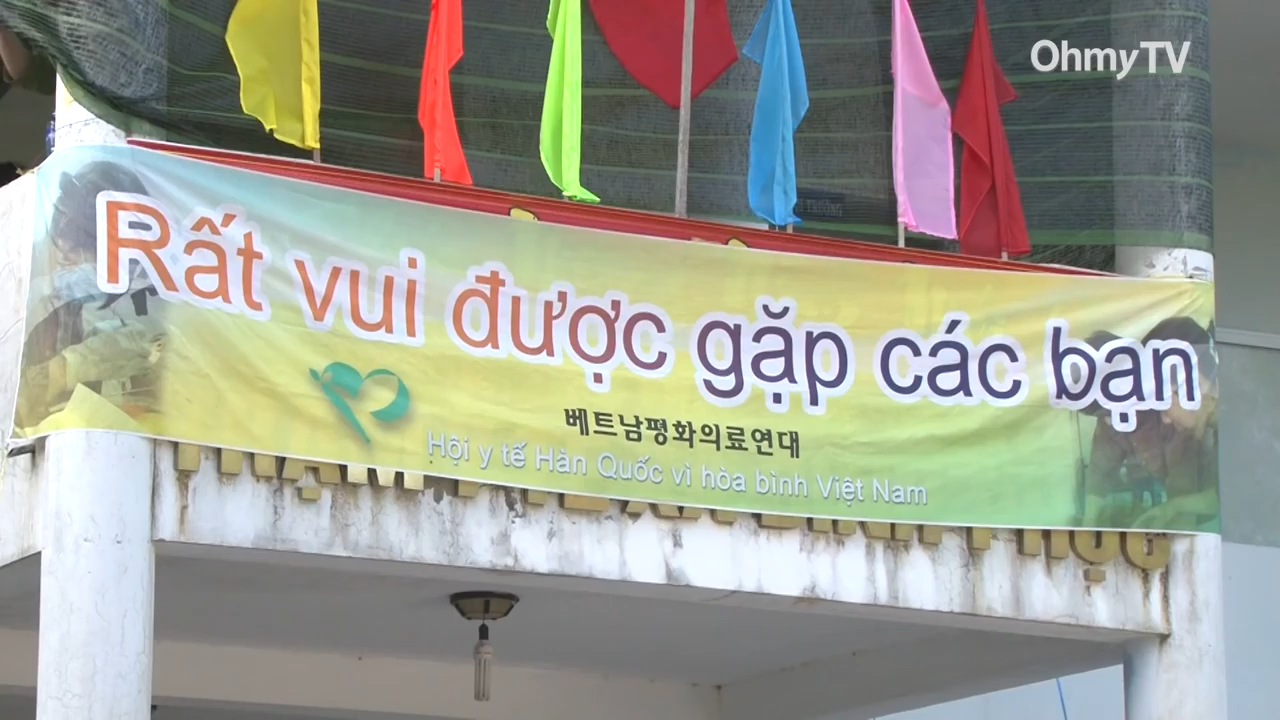 OhmyTV
Rất vui được gặp các bạn
베트남평화의료연대
Hội y tế Hàn Quốc vì hòa bình Việt Nam